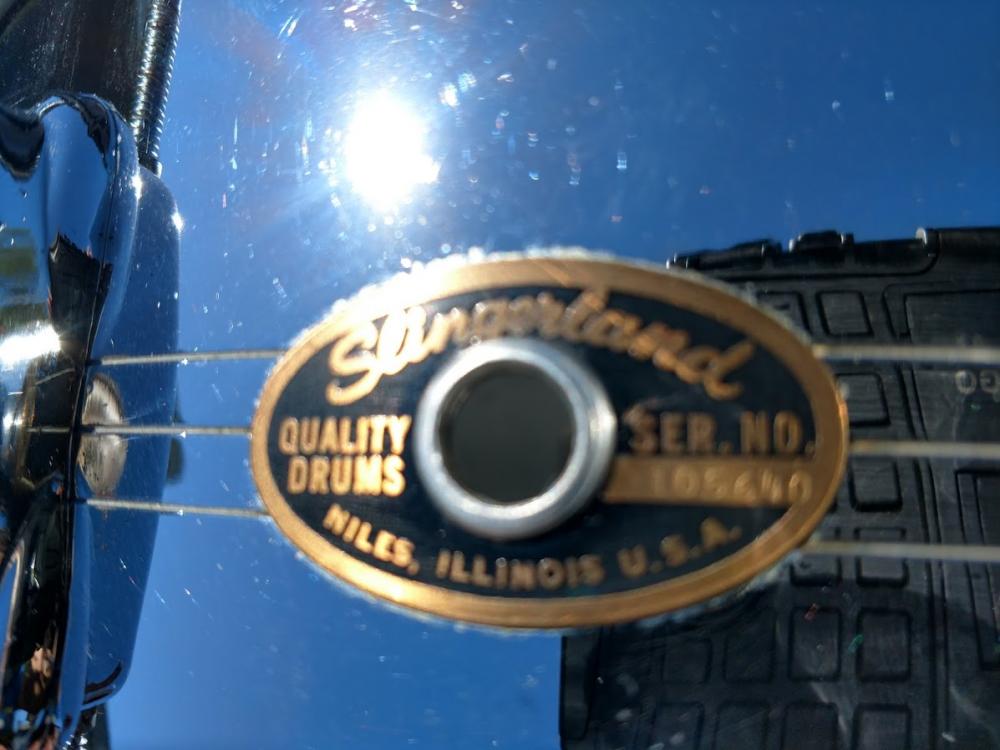 Slingerland
QUALITY
DRUMS
SER. NO.
NILES, ILLINOIS U.S.A.